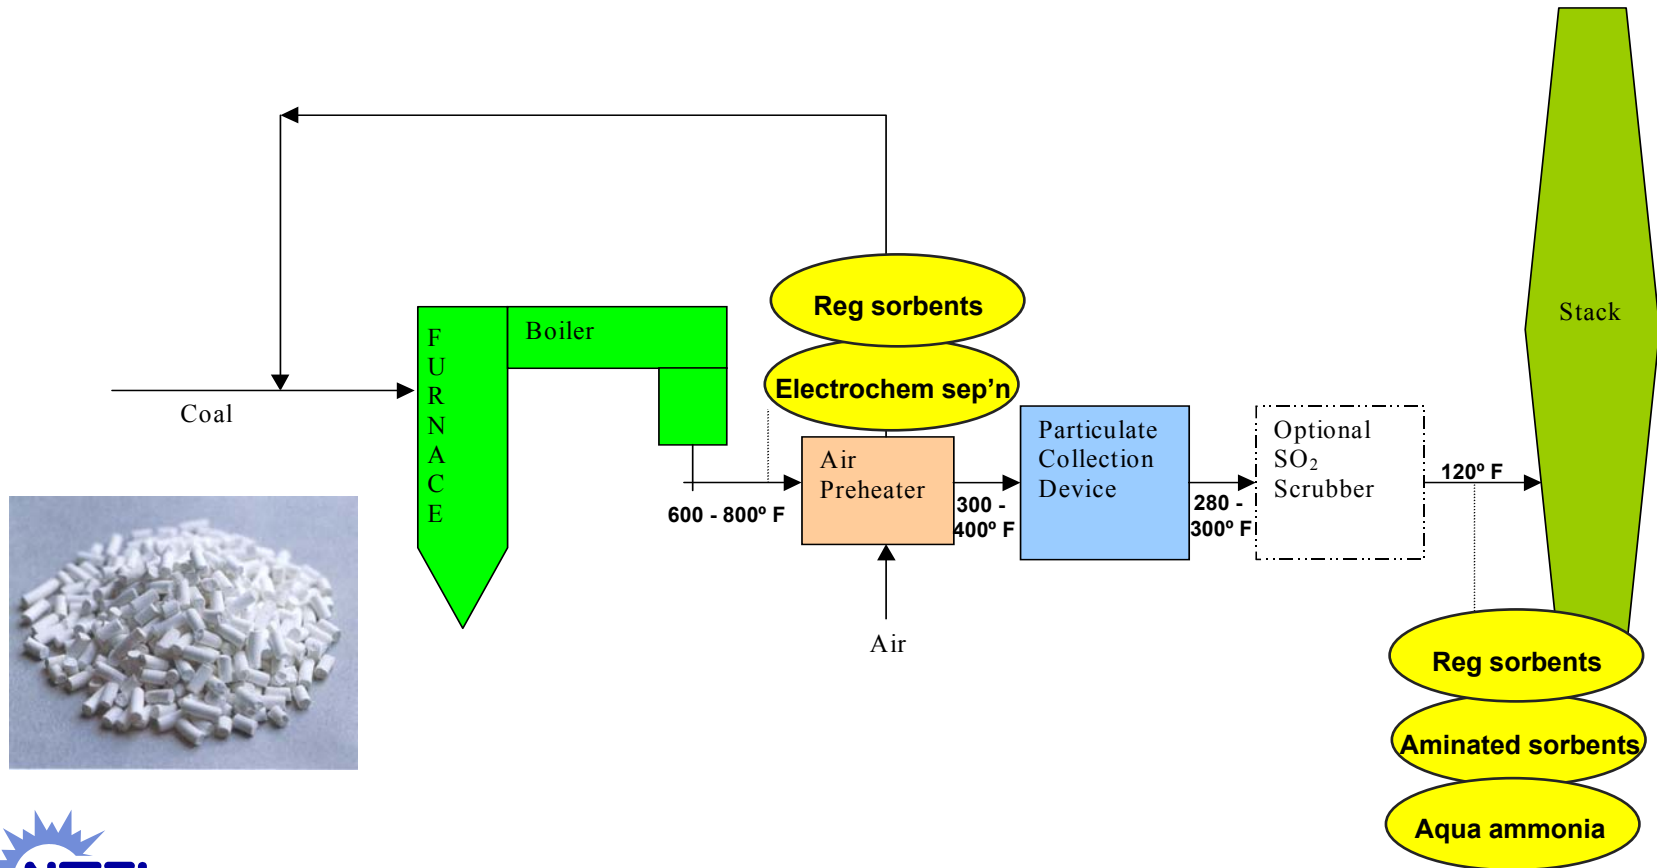 Reg sorbents
Electrochem sep'n
F
U
R
N
A
C
E
Boiler
Stack
Coal
Air
Preheater
Particulate
Collection
Device
Optional
SO₂
Scrubber
600 - 800º F
300 -
400º F
280 -
300º F
120º F
Air
Reg sorbents
Aminated sorbents
Aqua ammonia